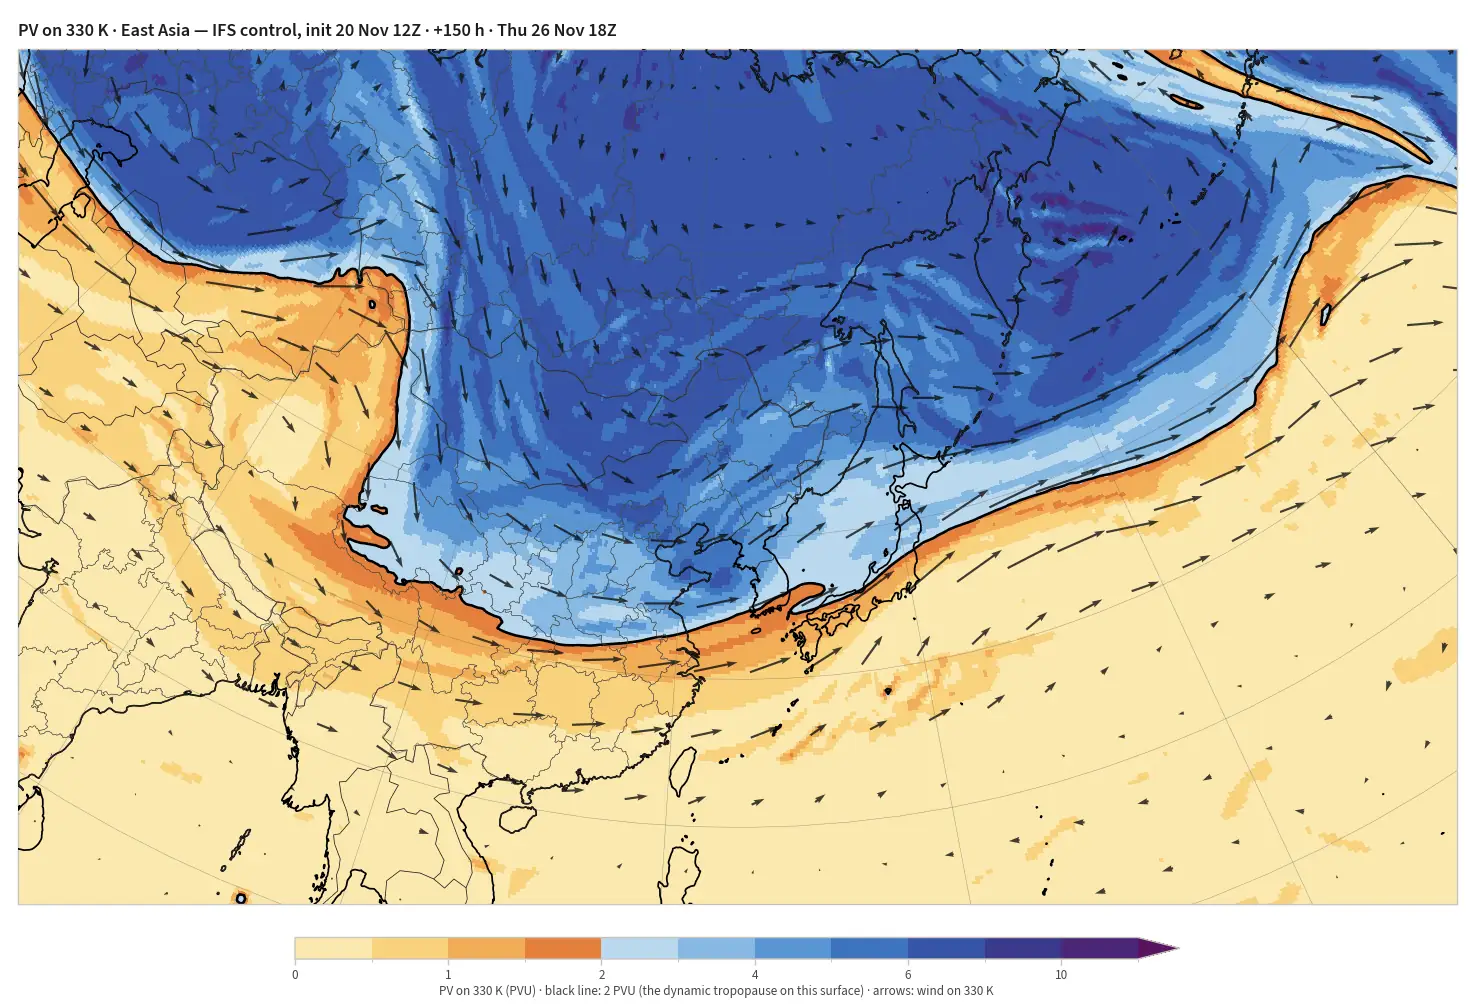 PV on 330 K · East Asia — IFS control, init 20 Nov 12Z · +150 h · Thu 26 Nov 18Z
0 1 2 4 6 10
PV on 330 K (PVU) · black line: 2 PVU (the dynamic tropopause on this surface) · arrows: wind on 330 K